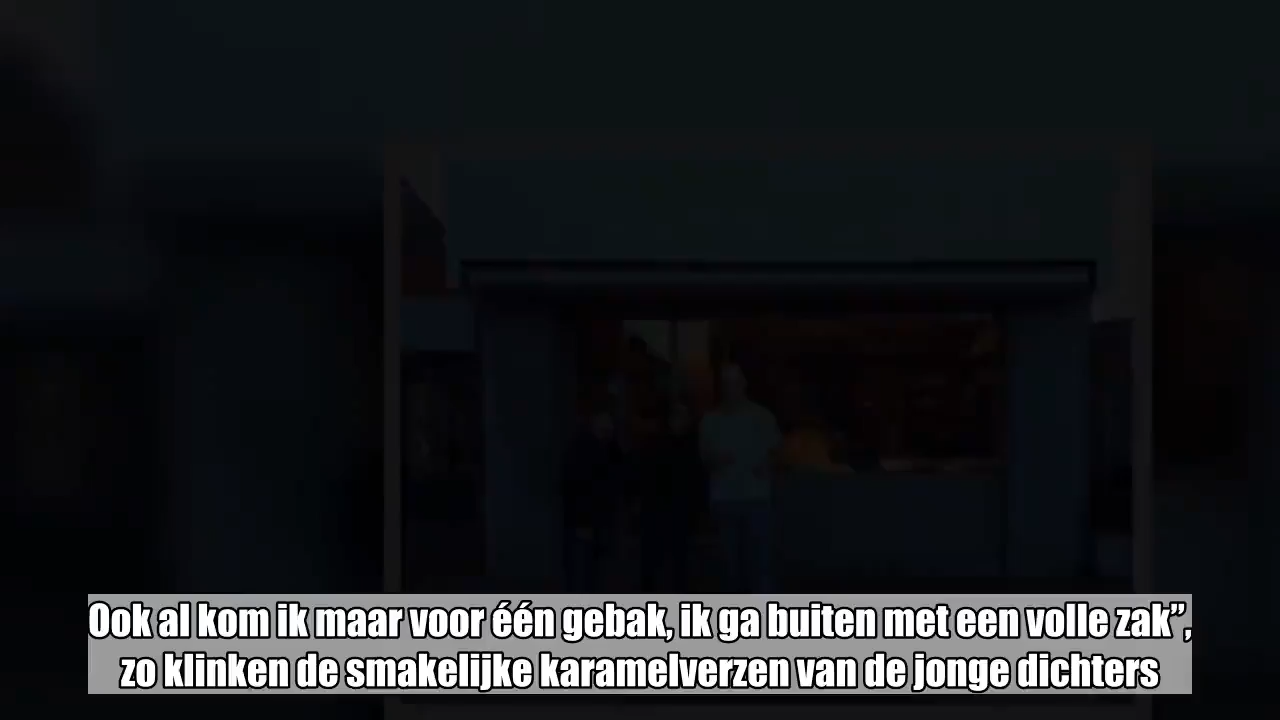 Ook al kom ik maar voor één gebak, ik ga buiten met een volle zak”,
zo klinken de smakelijke karamelverzen van de jonge dichters